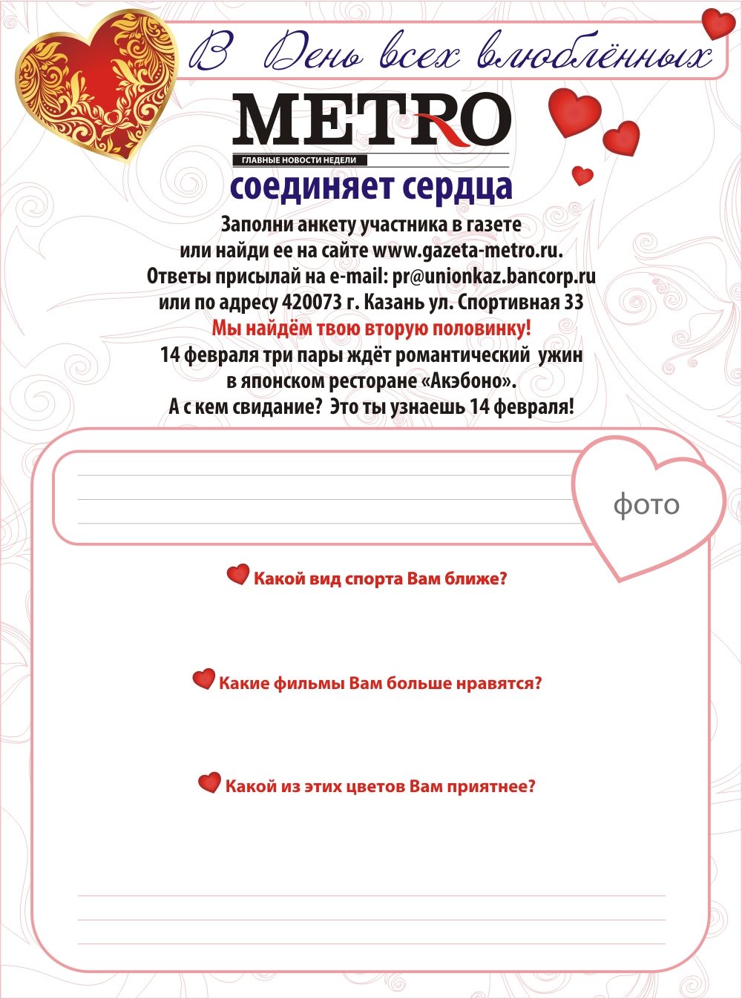 В День всех влюблённых
METRO
ГЛАВНЫЕ НОВОСТИ НЕДЕЛИ
соединяет сердца
Заполни анкету участника в газете
или найди ее на сайте www.gazeta-metro.ru.
Ответы присылай на e-mail: pr@unionkaz.bancorp.ru
или по адресу 420073 г. Казань ул. Спортивная 33
Мы найдём твою вторую половинку!
14 февраля три пары ждёт романтический ужин
в японском ресторане «Акэбоно».
А с кем свидание? Это ты узнаешь 14 февраля!
фото
Какой вид спорта Вам ближе?
Какие фильмы Вам больше нравятся?
Какой из этих цветов Вам приятнее?